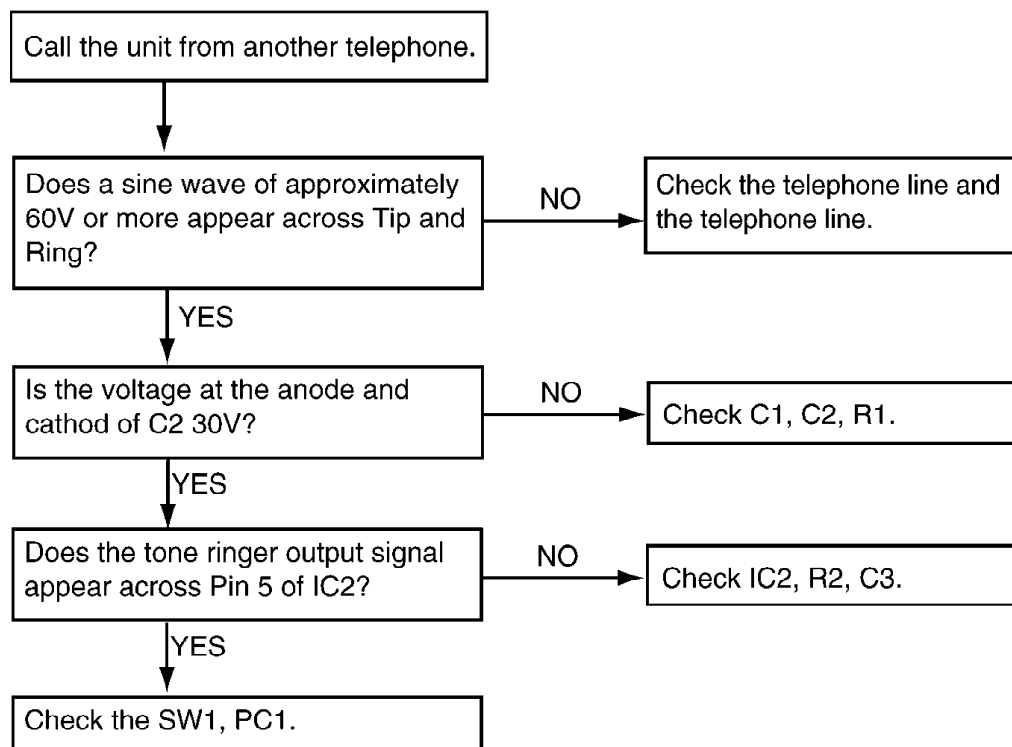 Call the unit from another telephone.
Does a sine wave of approximately
60V or more appear across Tip and
Ring?
NO
Check the telephone line and
the telephone line.
YES
Is the voltage at the anode and
cathod of C2 30V?
NO
Check C1, C2, R1.
YES
Does the tone ringer output signal
appear across Pin 5 of IC2?
NO
Check IC2, R2, C3.
YES
Check the SW1, PC1.